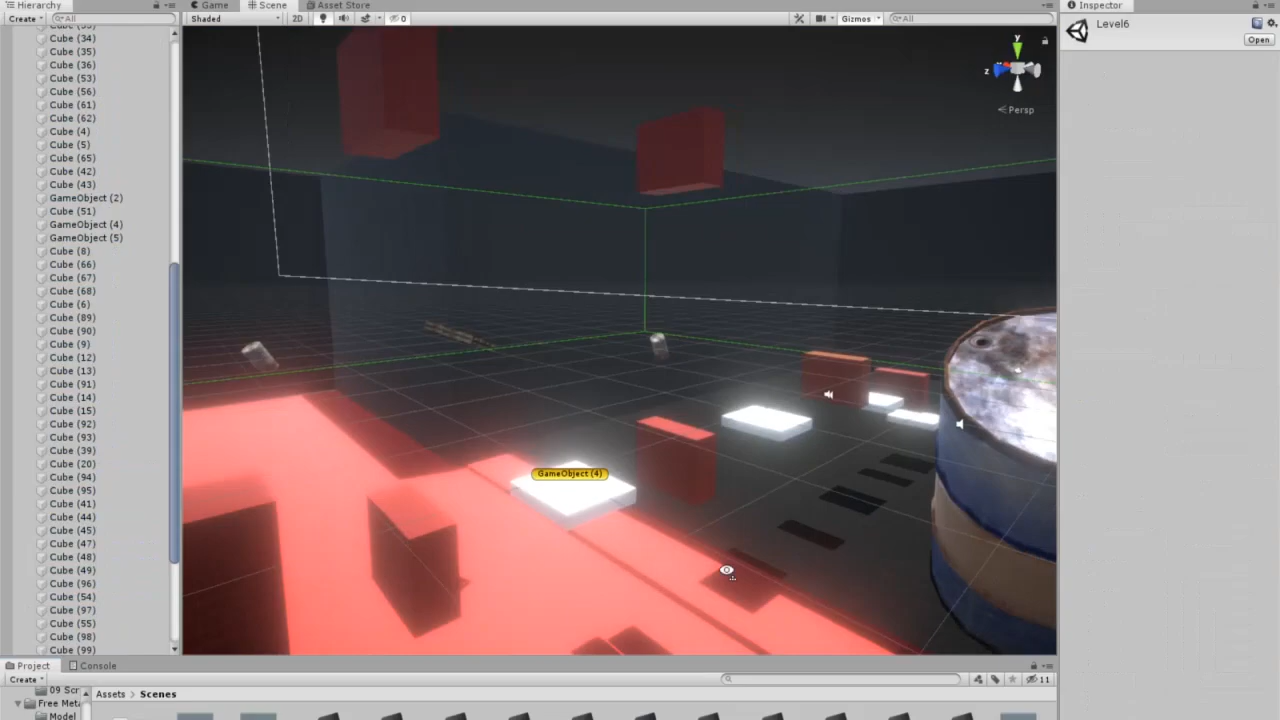 Hierarchy
Game
Scene
Asset Store
Inspector
Create
All
Shaded
2D
0
Gizmos
All
Level6
Open
Cube (34)
Cube (35)
Cube (36)
Cube (53)
Cube (56)
Cube (61)
Cube (62)
Cube (4)
Cube (5)
Cube (65)
Cube (42)
Cube (43)
GameObject (2)
Cube (51)
GameObject (4)
GameObject (5)
Cube (8)
Cube (66)
Cube (67)
Cube (68)
Cube (6)
Cube (89)
Cube (90)
Cube (9)
Cube (12)
Cube (13)
Cube (91)
Cube (14)
Cube (15)
Cube (92)
Cube (93)
Cube (39)
Cube (20)
Cube (94)
Cube (95)
Cube (41)
Cube (44)
Cube (45)
Cube (47)
Cube (48)
Cube (49)
Cube (96)
Cube (54)
Cube (97)
Cube (55)
Cube (98)
Cube (99)
y
z
Persp
GameObject (4)
Project
Console
Create
11
09 Scr
Assets > Scenes
Free Meta
Model